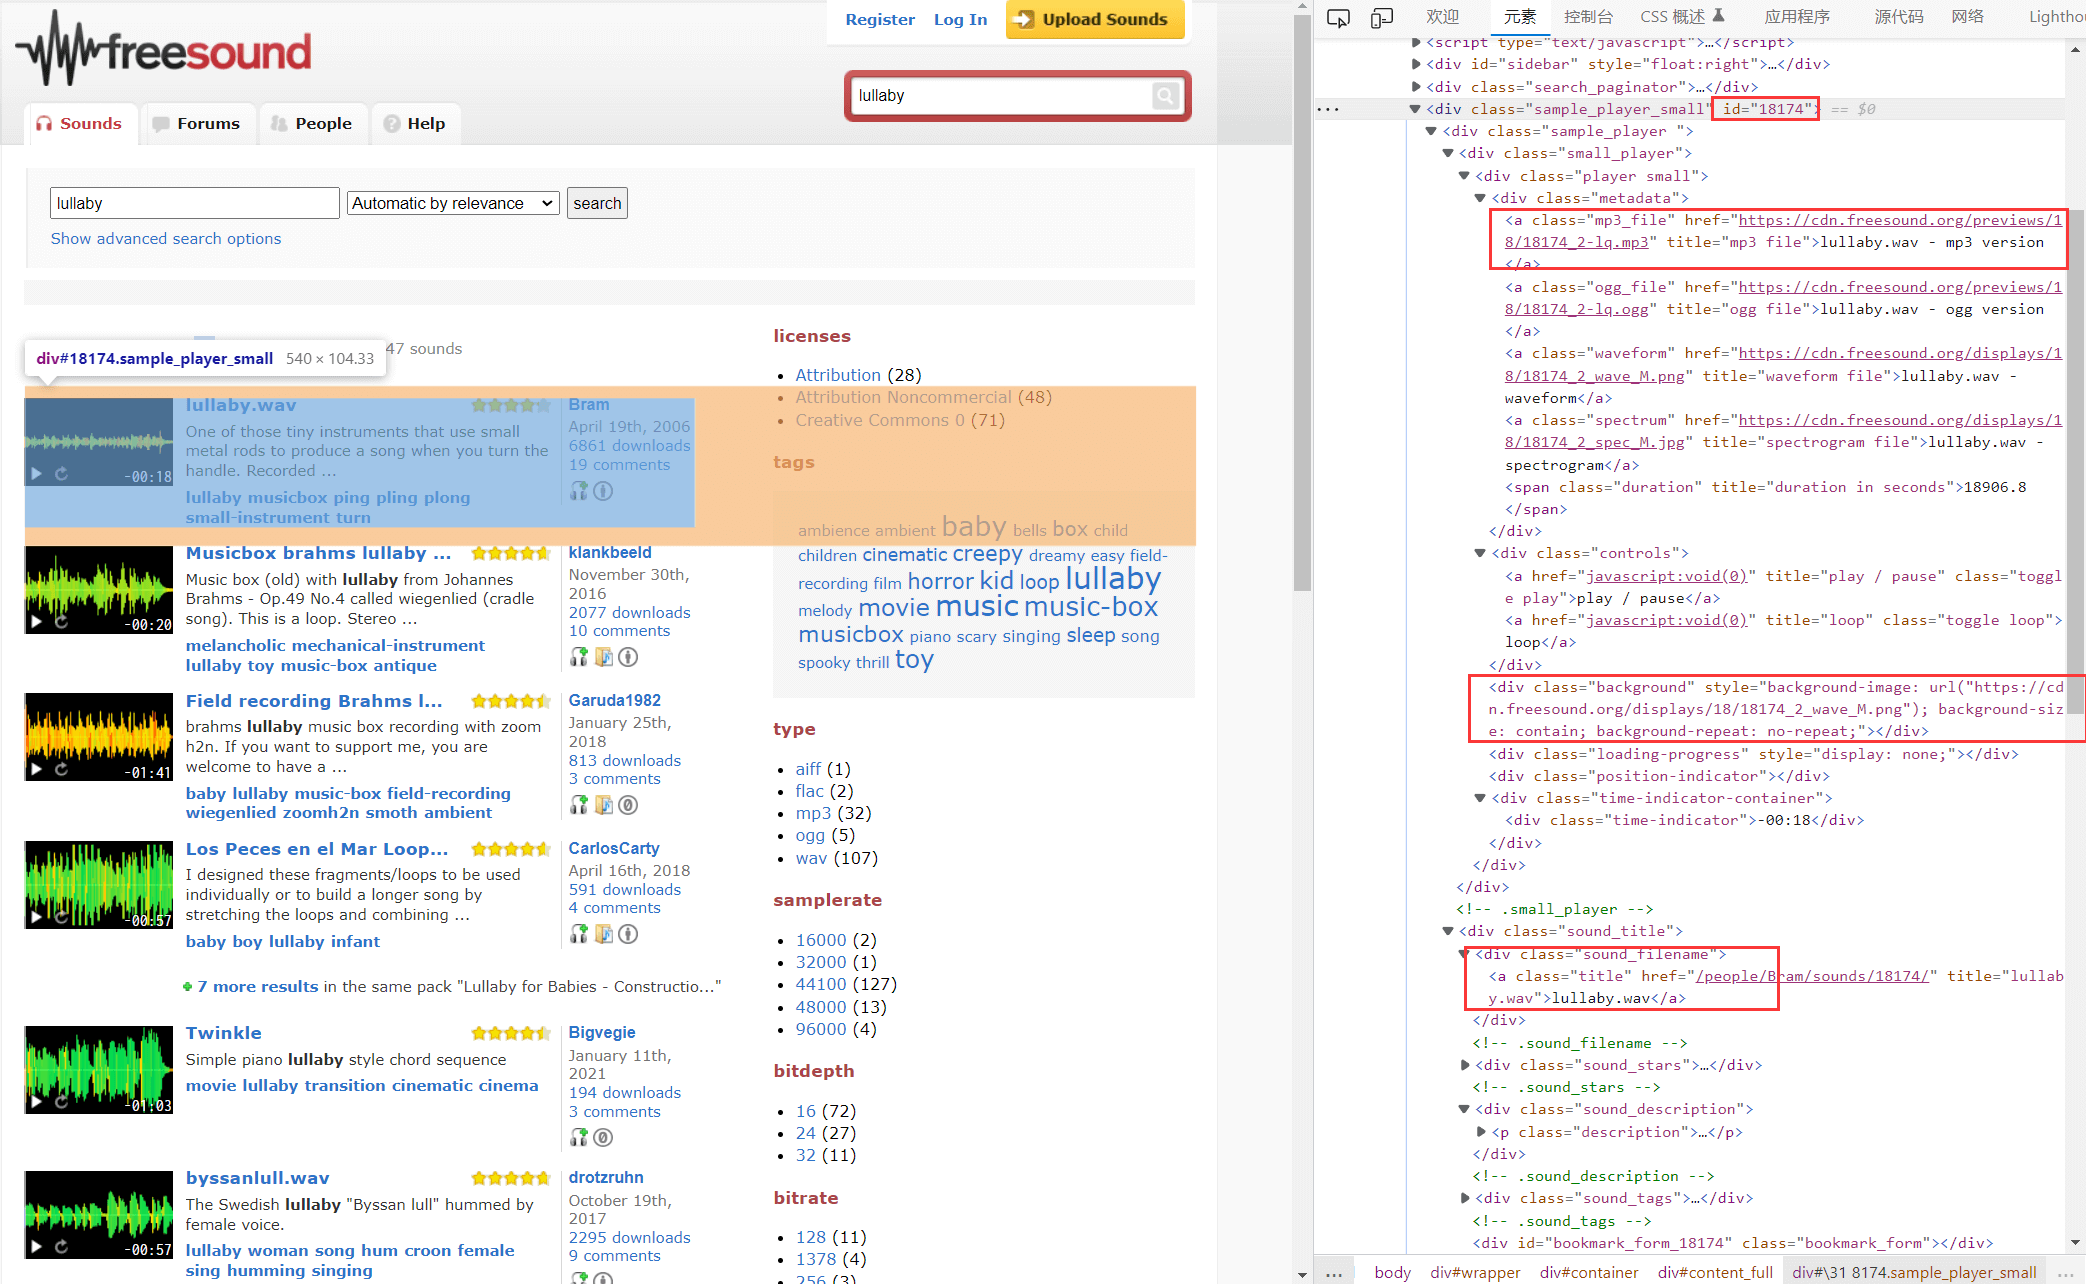 Register Log In Upload Sounds
freesound
lullaby
Sounds Forums People Help
lullaby Automatic by relevance search
Show advanced search options
47 sounds
div#18174.sample_player_small 540 × 104.33
lullaby.wav
One of those tiny instruments that use small
metal rods to produce a song when you turn the
handle. Recorded ...
lullaby musicbox ping pling plong
small-instrument turn
-00:18
Bram
April 19th, 2006
6861 downloads
19 comments
Musicbox brahms lullaby ...
Music box (old) with lullaby from Johannes
Brahms - Op.49 No.4 called wiegenlied (cradle
song). This is a loop. Stereo ...
melancholic mechanical-instrument
lullaby toy music-box antique
-00:20
klankbeeld
November 30th,
2016
2077 downloads
10 comments
Field recording Brahms l...
brahms lullaby music box recording with zoom
h2n. If you want to support me, you are
welcome to have a ...
baby lullaby music-box field-recording
wiegenlied zoomh2n smoth ambient
-01:41
Garuda1982
January 25th,
2018
813 downloads
3 comments
Los Peces en el Mar Loop...
I designed these fragments/loops to be used
individually or to build a longer song by
stretching the loops and combining ...
baby boy lullaby infant
-00:57
CarlosCarty
April 16th, 2018
591 downloads
4 comments
7 more results in the same pack "Lullaby for Babies - Constructio..."
Twinkle
Simple piano lullaby style chord sequence
movie lullaby transition cinematic cinema
-01:03
Bigvegie
January 11th,
2021
194 downloads
3 comments
byssanlull.wav
The Swedish lullaby "Byssan lull" hummed by
female voice.
lullaby woman song hum croon female
sing humming singing
-00:57
drotzruhn
October 19th,
2017
2295 downloads
9 comments
licenses
Attribution (28)
Attribution Noncommercial (48)
Creative Commons 0 (71)
tags
ambience ambient baby bells box child
children cinematic creepy dreamy easy field-
recording film horror kid loop lullaby
melody movie music music-box
musicbox piano scary singing sleep song
spooky thrill toy
type
aiff (1)
flac (2)
mp3 (32)
ogg (5)
wav (107)
samplerate
16000 (2)
32000 (1)
44100 (127)
48000 (13)
96000 (4)
bitdepth
16 (72)
24 (27)
32 (11)
bitrate
128 (11)
1378 (4)
256 (3)
欢迎 元素 控制台 CSS 概述 应用程序 源代码 网络 Lighthou
<script type="text/javascript">…</script>
<div id="sidebar" style="float:right">…</div>
<div class="search_paginator">…</div>
<div class="sample_player_small" id="18174"> == $0
<div class="sample_player ">
<div class="small_player">
<div class="player small">
<div class="metadata">
<a class="mp3_file" href="https://cdn.freesound.org/previews/1
8/18174_2-lq.mp3" title="mp3 file">lullaby.wav - mp3 version
</a>
<a class="ogg_file" href="https://cdn.freesound.org/previews/1
8/18174_2-lq.ogg" title="ogg file">lullaby.wav - ogg version
</a>
<a class="waveform" href="https://cdn.freesound.org/displays/1
8/18174_2_wave_M.png" title="waveform file">lullaby.wav -
waveform</a>
<a class="spectrum" href="https://cdn.freesound.org/displays/1
8/18174_2_spec_M.jpg" title="spectrogram file">lullaby.wav -
spectrogram</a>
<span class="duration" title="duration in seconds">18906.8
</span>
</div>
<div class="controls">
<a href="javascript:void(0)" title="play / pause" class="toggl
e play">play / pause</a>
<a href="javascript:void(0)" title="loop" class="toggle loop">
loop</a>
</div>
<div class="background" style="background-image: url("https://cd
n.freesound.org/displays/18/18174_2_wave_M.png"); background-siz
e: contain; background-repeat: no-repeat;"></div>
<div class="loading-progress" style="display: none;"></div>
<div class="position-indicator"></div>
<div class="time-indicator-container">
<div class="time-indicator">-00:18</div>
</div>
</div>
</div>
<!-- .small_player -->
<div class="sound_title">
<div class="sound_filename">
<a class="title" href="/people/Bram/sounds/18174/" title="lullab
y.wav">lullaby.wav</a>
</div>
<!-- .sound_filename -->
<div class="sound_stars">…</div>
<!-- .sound_stars -->
<div class="sound_description">
<p class="description">…</p>
</div>
<!-- .sound_description -->
<div class="sound_tags">…</div>
<!-- .sound_tags -->
<div id="bookmark_form_18174" class="bookmark_form"></div>
... body div#wrapper div#container div#content_full div#\31 8174.sample_player_small ...